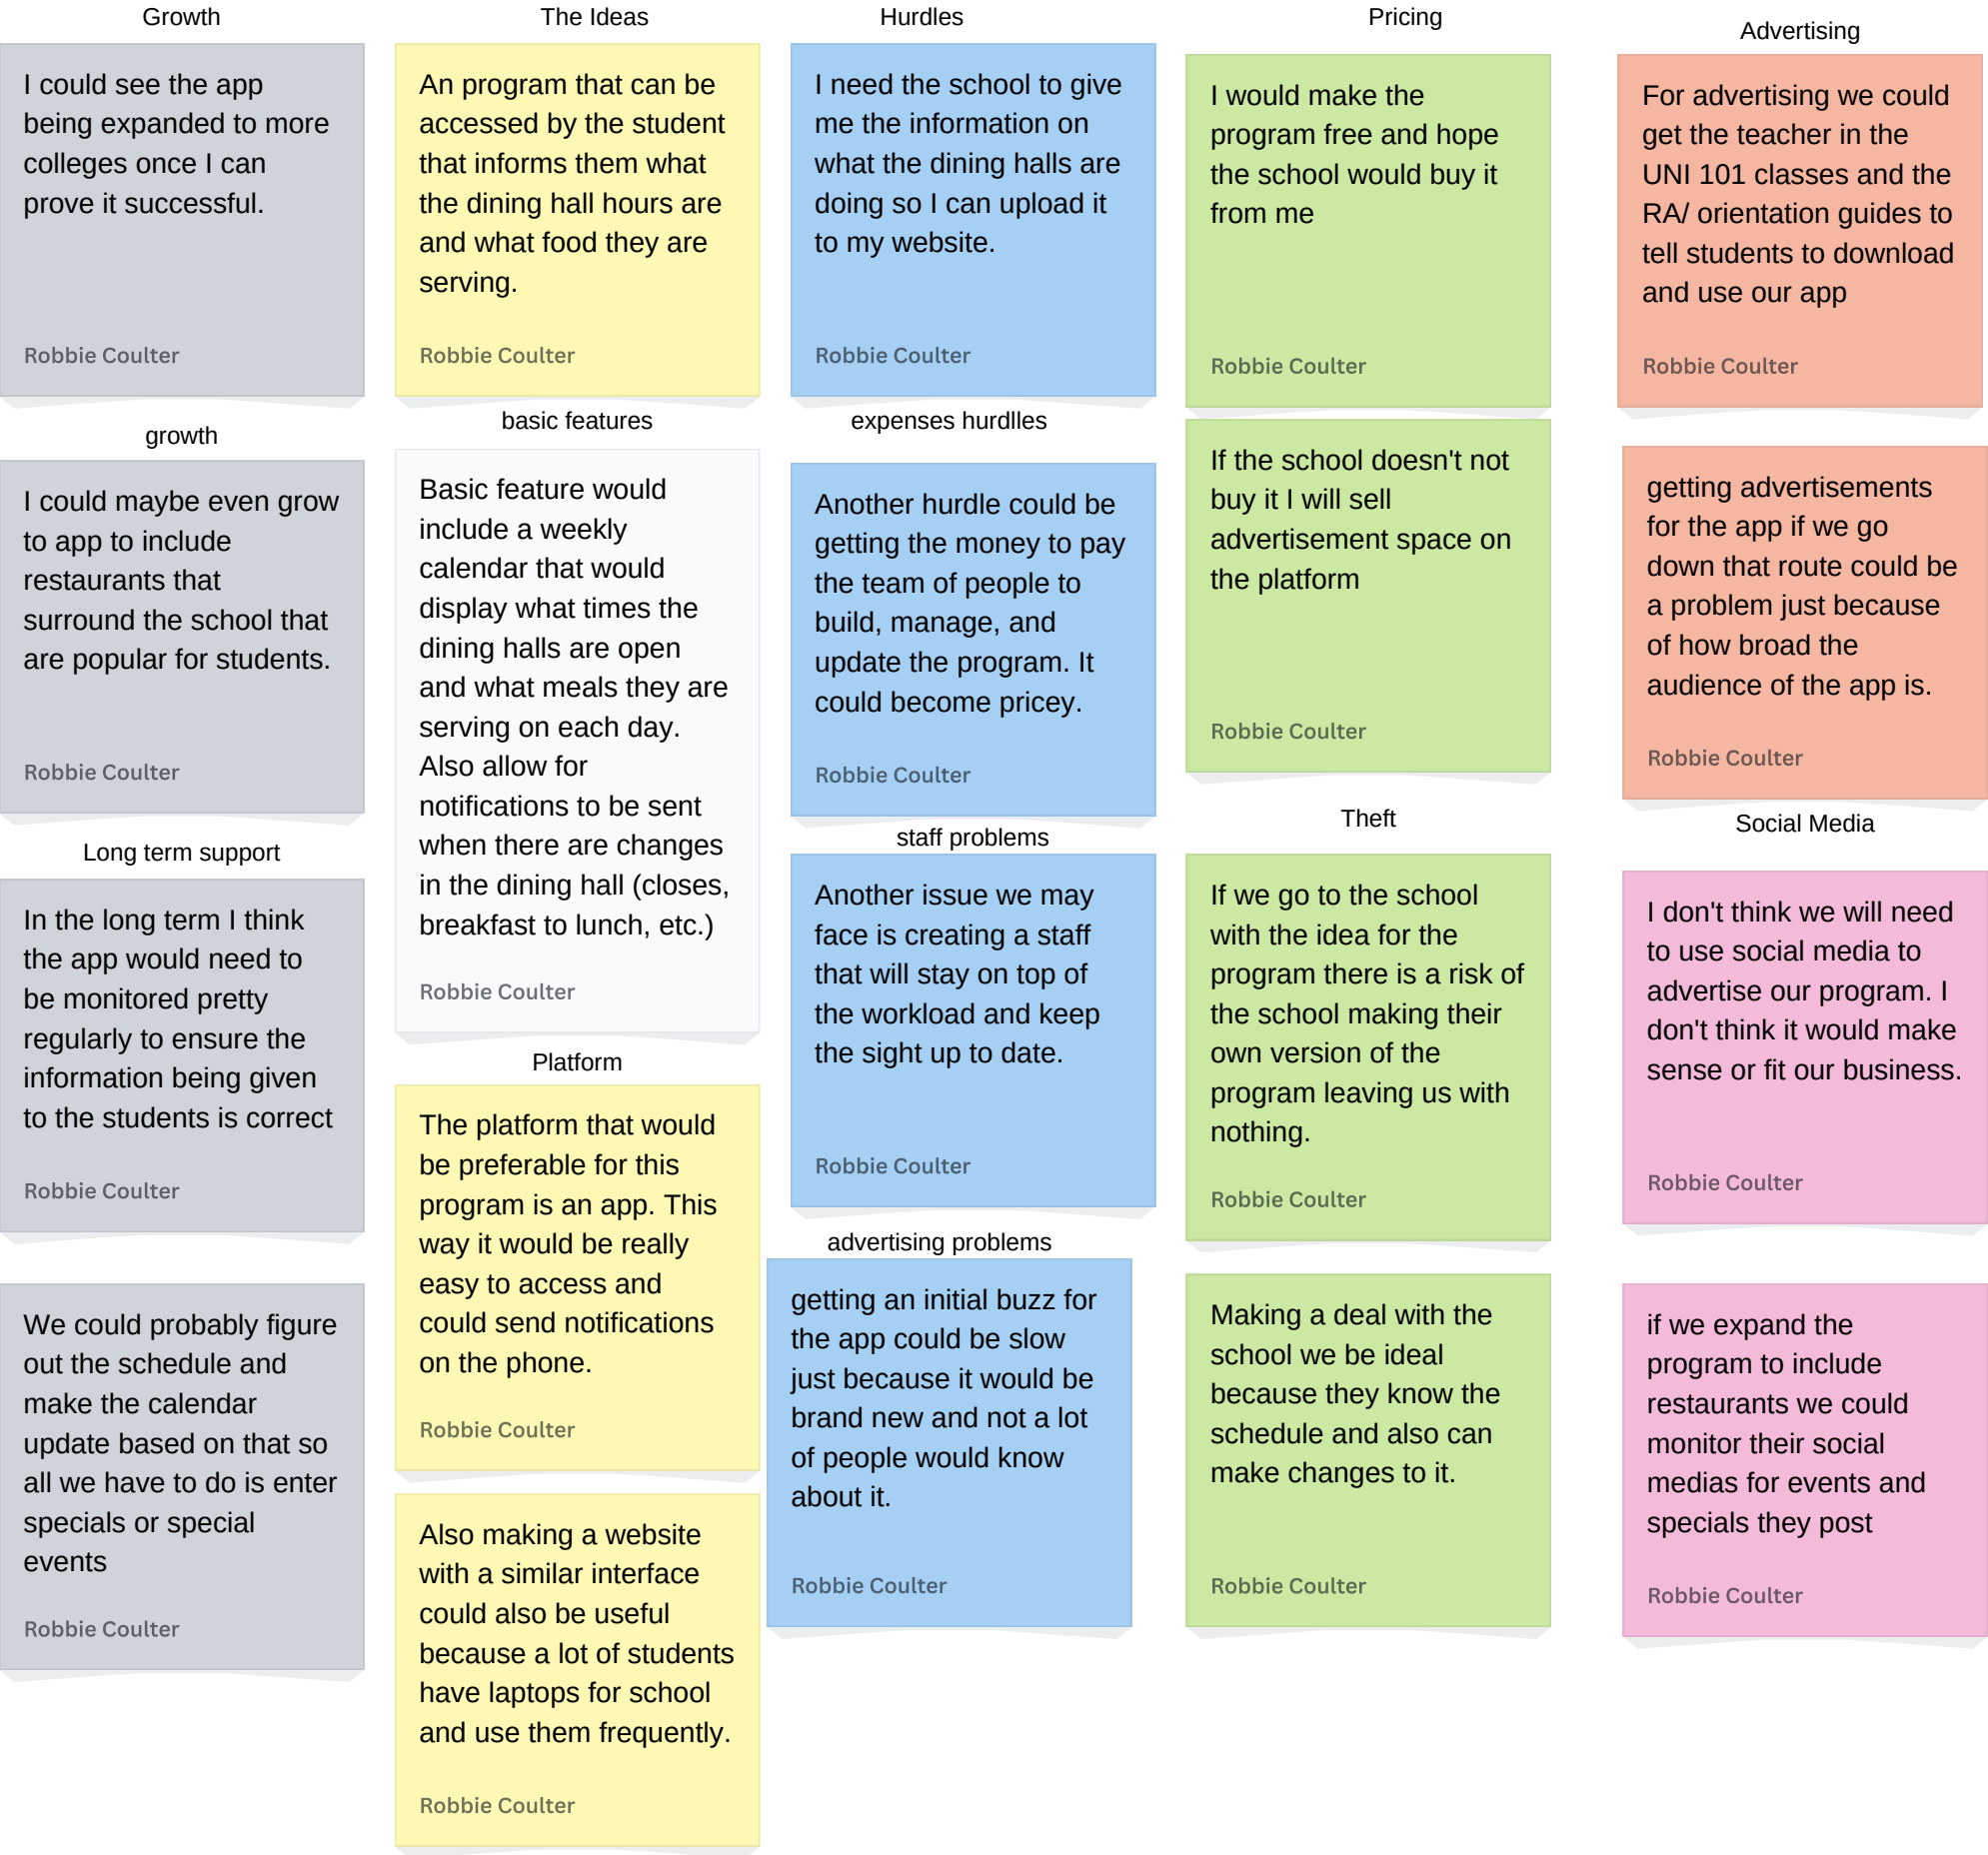 Growth
I could see the app
being expanded to more
colleges once I can
prove it successful.
Robbie Coulter
growth
I could maybe even grow
to app to include
restaurants that
surround the school that
are popular for students.
Robbie Coulter
Long term support
In the long term I think
the app would need to
be monitored pretty
regularly to ensure the
information being given
to the students is correct
Robbie Coulter
We could probably figure
out the schedule and
make the calendar
update based on that so
all we have to do is enter
specials or special
events
Robbie Coulter
The Ideas
An program that can be
accessed by the student
that informs them what
the dining hall hours are
and what food they are
serving.
Robbie Coulter
basic features
Basic feature would
include a weekly
calendar that would
display what times the
dining halls are open
and what meals they are
serving on each day.
Also allow for
notifications to be sent
when there are changes
in the dining hall (closes,
breakfast to lunch, etc.)
Robbie Coulter
Platform
The platform that would
be preferable for this
program is an app. This
way it would be really
easy to access and
could send notifications
on the phone.
Robbie Coulter
Also making a website
with a similar interface
could also be useful
because a lot of students
have laptops for school
and use them frequently.
Robbie Coulter
Hurdles
I need the school to give
me the information on
what the dining halls are
doing so I can upload it
to my website.
Robbie Coulter
expenses hurdlles
Another hurdle could be
getting the money to pay
the team of people to
build, manage, and
update the program. It
could become pricey.
Robbie Coulter
staff problems
Another issue we may
face is creating a staff
that will stay on top of
the workload and keep
the sight up to date.
Robbie Coulter
advertising problems
getting an initial buzz for
the app could be slow
just because it would be
brand new and not a lot
of people would know
about it.
Robbie Coulter
Pricing
I would make the
program free and hope
the school would buy it
from me
Robbie Coulter
If the school doesn't not
buy it I will sell
advertisement space on
the platform
Robbie Coulter
Theft
If we go to the school
with the idea for the
program there is a risk of
the school making their
own version of the
program leaving us with
nothing.
Robbie Coulter
Making a deal with the
school we be ideal
because they know the
schedule and also can
make changes to it.
Robbie Coulter
Advertising
For advertising we could
get the teacher in the
UNI 101 classes and the
RA/ orientation guides to
tell students to download
and use our app
Robbie Coulter
getting advertisements
for the app if we go
down that route could be
a problem just because
of how broad the
audience of the app is.
Robbie Coulter
Social Media
I don't think we will need
to use social media to
advertise our program. I
don't think it would make
sense or fit our business.
Robbie Coulter
if we expand the
program to include
restaurants we could
monitor their social
medias for events and
specials they post
Robbie Coulter